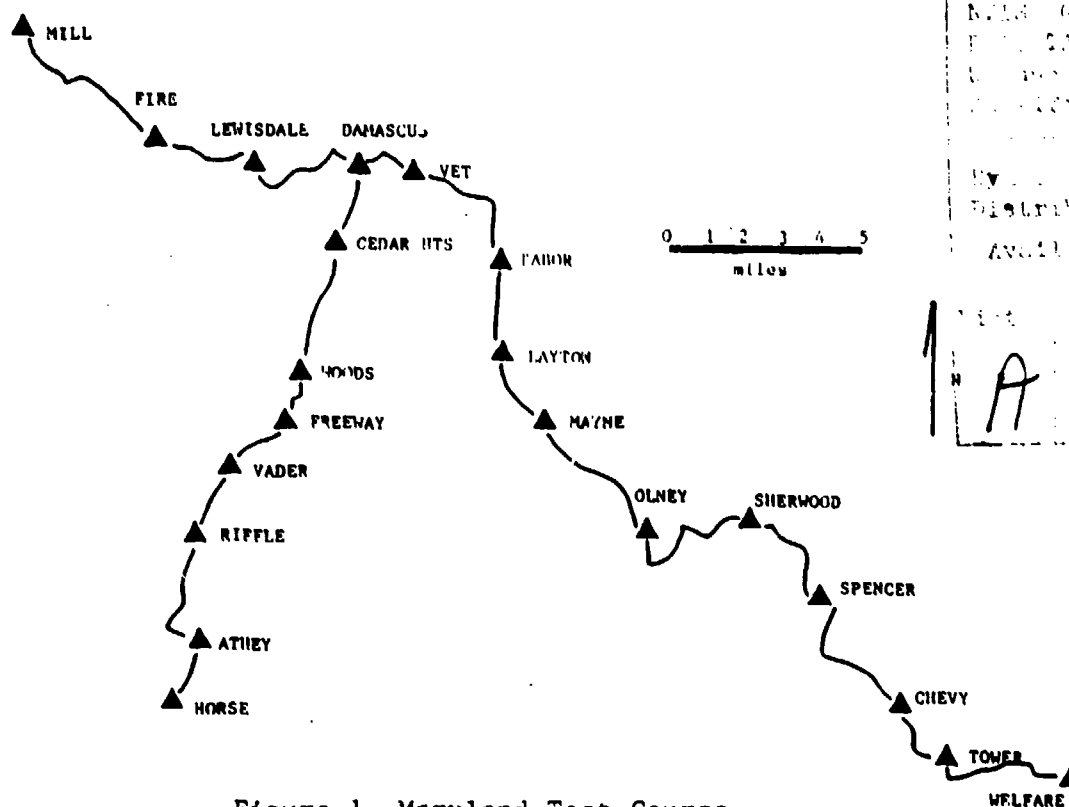 MILL
FIRE
LEWISDALE
DAMASCUS
VET
CEDAR HTS
0 1 2 3 4 5
miles
LAYTON
WOODS
FREEWAY
MAYNE
VADER
OLNEY
SHERWOOD
RIFFLE
SPENCER
ATHEY
HORSE
CHEVY
TOWER
WELFARE
N
A
Figure 1. Maryland Test Course